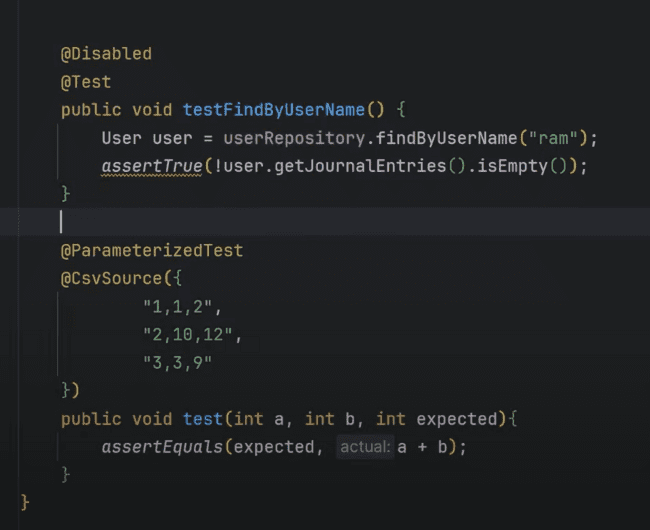 @Disabled
@Test
public void testFindByUserName() {
    User user = userRepository.findByUserName("ram");
    assertTrue(!user.getJournalEntries().isEmpty());
}
@ParameterizedTest
@CsvSource({
        "1,1,2",
        "2,10,12",
        "3,3,9"
})
public void test(int a, int b, int expected){
    assertEquals(expected, actual: a + b);
}
}